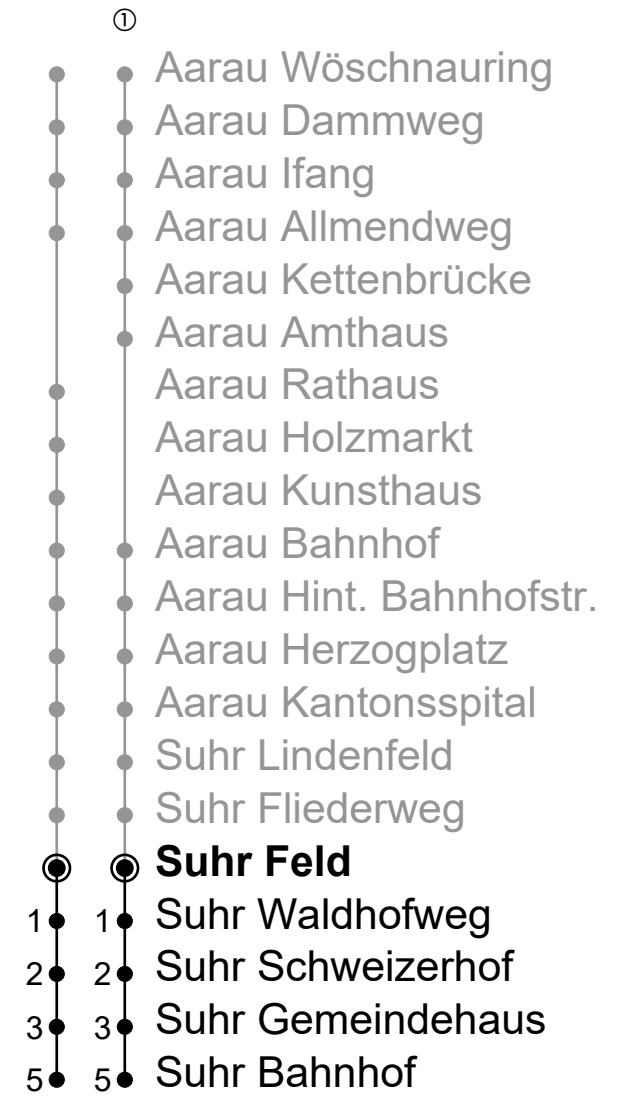 ①
Aarau Wöschnauring
Aarau Dammweg
Aarau Ifang
Aarau Allmendweg
Aarau Kettenbrücke
Aarau Amthaus
Aarau Rathaus
Aarau Holzmarkt
Aarau Kunsthaus
Aarau Bahnhof
Aarau Hint. Bahnhofstr.
Aarau Herzogplatz
Aarau Kantonsspital
Suhr Lindenfeld
Suhr Fliederweg
Suhr Feld
1 1 Suhr Waldhofweg
2 2 Suhr Schweizerhof
3 3 Suhr Gemeindehaus
5 5 Suhr Bahnhof